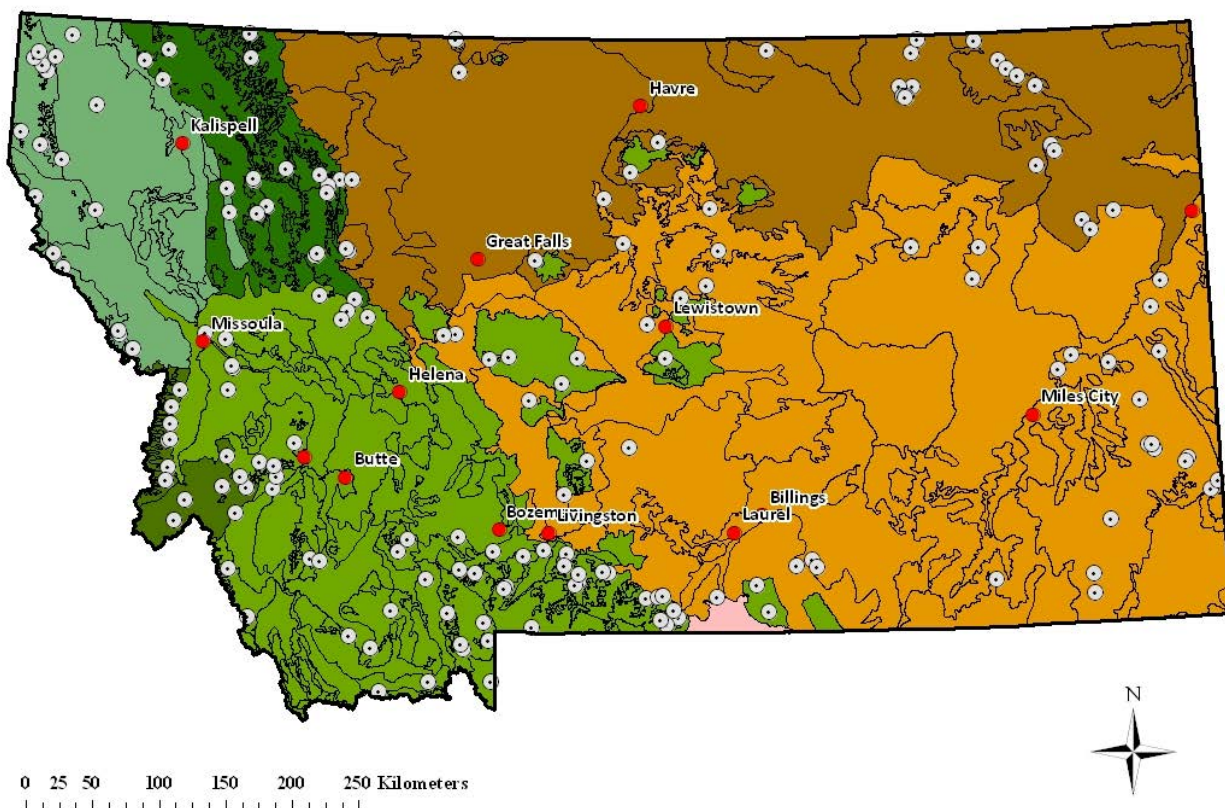 Havre
Kalispell
Great Falls
Lewistown
Missoula
Helena
Miles City
Butte
Billings
Bozem
Livingston
Laurel
N
0 25 50 100 150 200 250 Kilometers